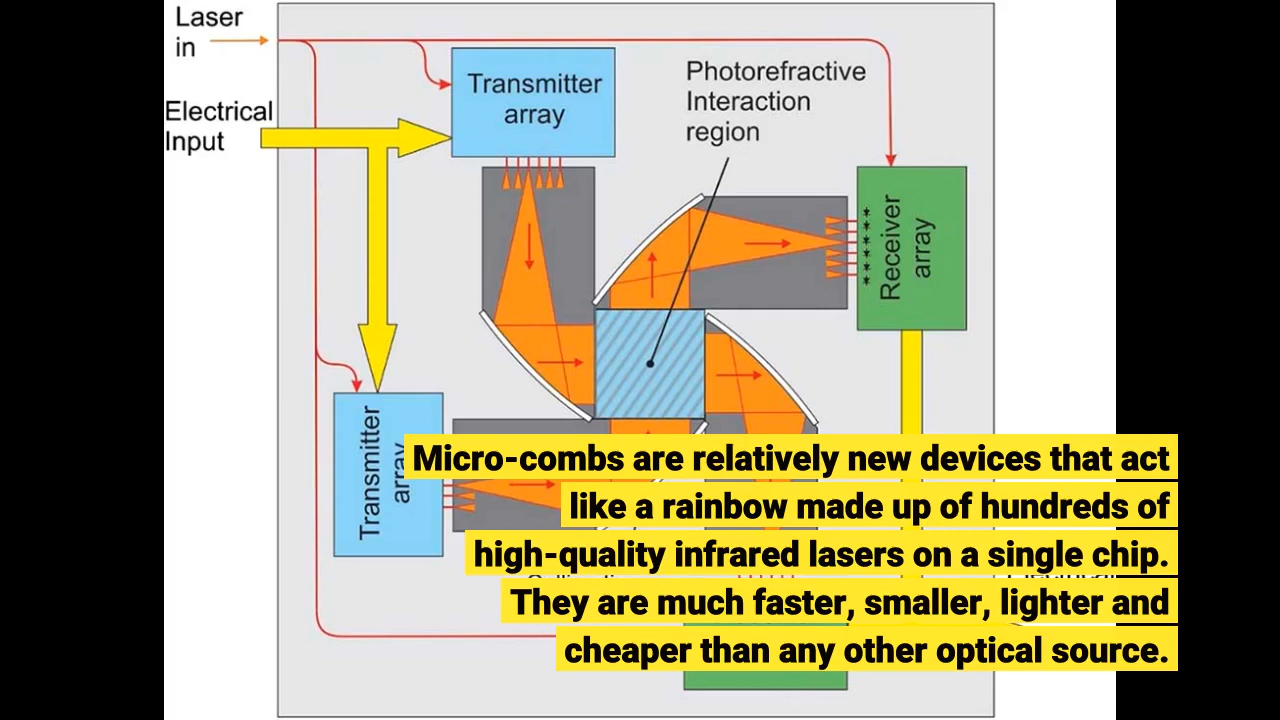 Laser
in
Electrical
Input
Transmitter
array
Photorefractive
Interaction
region
Receiver
array
Transmitter
array
Micro-combs are relatively new devices that act
like a rainbow made up of hundreds of
high-quality infrared lasers on a single chip.
They are much faster, smaller, lighter and
cheaper than any other optical source.